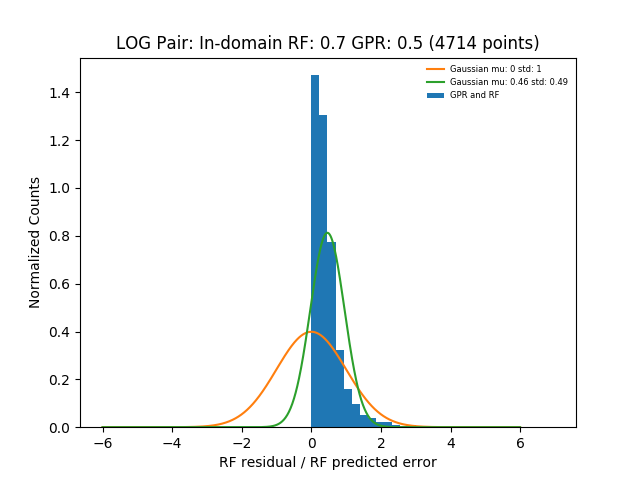 LOG Pair: In-domain RF: 0.7 GPR: 0.5 (4714 points)
Gaussian mu: 0 std: 1
Gaussian mu: 0.46 std: 0.49
GPR and RF
Normalized Counts
1.4
1.2
1.0
0.8
0.6
0.4
0.2
0.0
−6 −4 −2 0 2 4 6
RF residual / RF predicted error